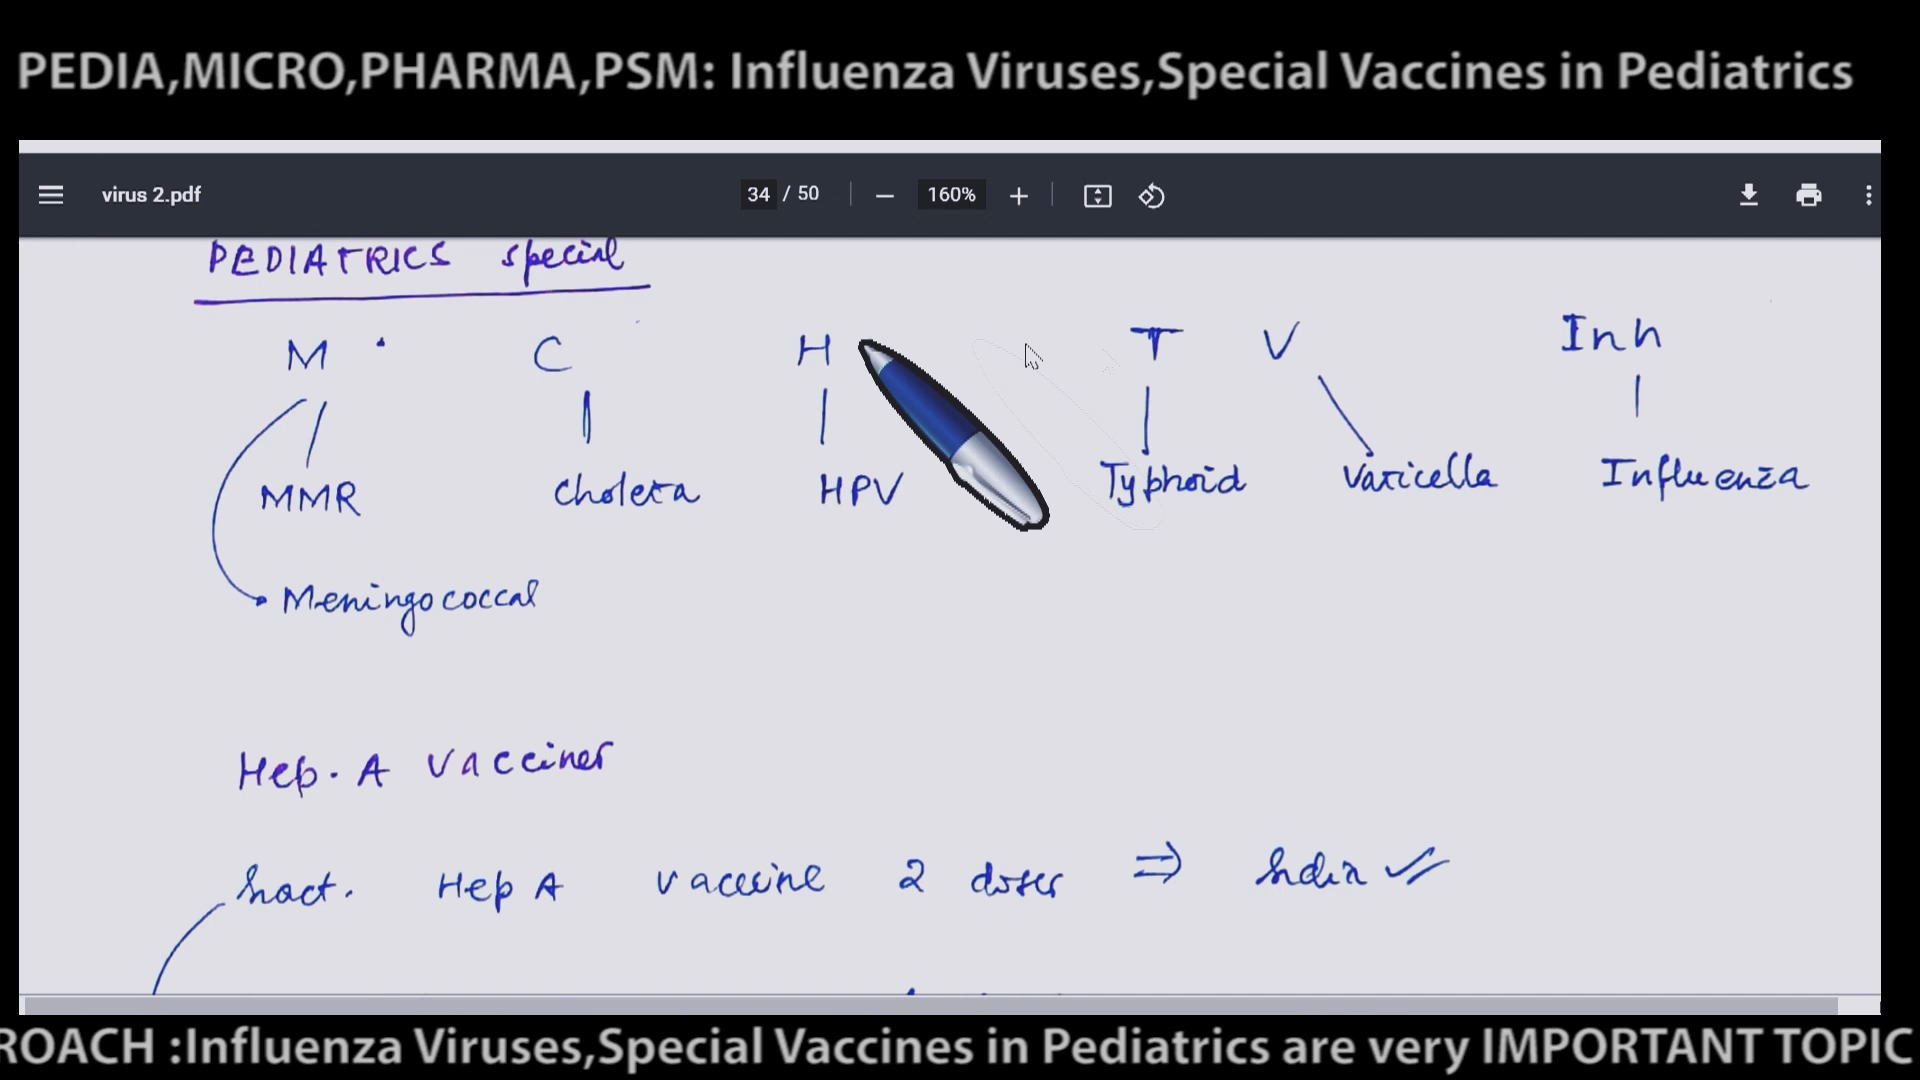 PEDIA,MICRO,PHARMA,PSM: Influenza Viruses,Special Vaccines in Pediatrics
virus 2.pdf 34 / 50 160%
PEDIATRICS special
M C H T V Inh
MMR Cholera HPV Typhoid Varicella Influenza
Meningococcal
Hep. A Vaccines
Inact. Hep A vaccine 2 doses ⇒ India
ROACH :Influenza Viruses,Special Vaccines in Pediatrics are very IMPORTANT TOPIC